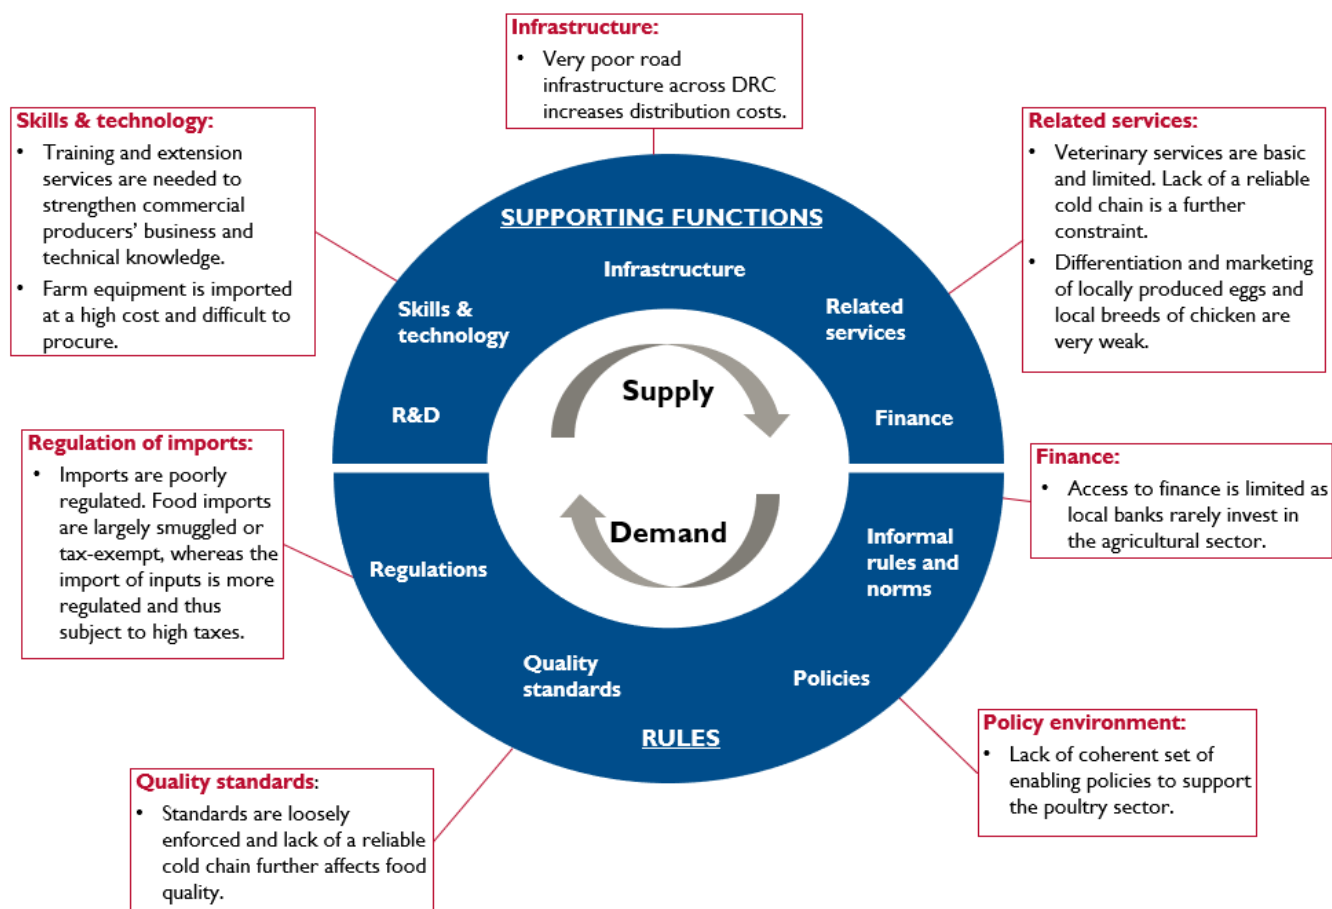 Infrastructure:
• Very poor road
infrastructure across DRC
increases distribution costs.
Skills & technology:
• Training and extension
services are needed to
strengthen commercial
producers' business and
technical knowledge.
• Farm equipment is imported
at a high cost and difficult to
procure.
Related services:
• Veterinary services are basic
and limited. Lack of a reliable
cold chain is a further
constraint.
• Differentiation and marketing
of locally produced eggs and
local breeds of chicken are
very weak.
SUPPORTING FUNCTIONS
Infrastructure
Skills &
technology
Related
services
R&D
Finance
Supply
Demand
Regulations
Informal
rules and
norms
Quality
standards
Policies
RULES
Regulation of imports:
• Imports are poorly
regulated. Food imports
are largely smuggled or
tax-exempt, whereas the
import of inputs is more
regulated and thus
subject to high taxes.
Finance:
• Access to finance is limited as
local banks rarely invest in
the agricultural sector.
Policy environment:
• Lack of coherent set of
enabling policies to support
the poultry sector.
Quality standards:
• Standards are loosely
enforced and lack of a reliable
cold chain further affects food
quality.